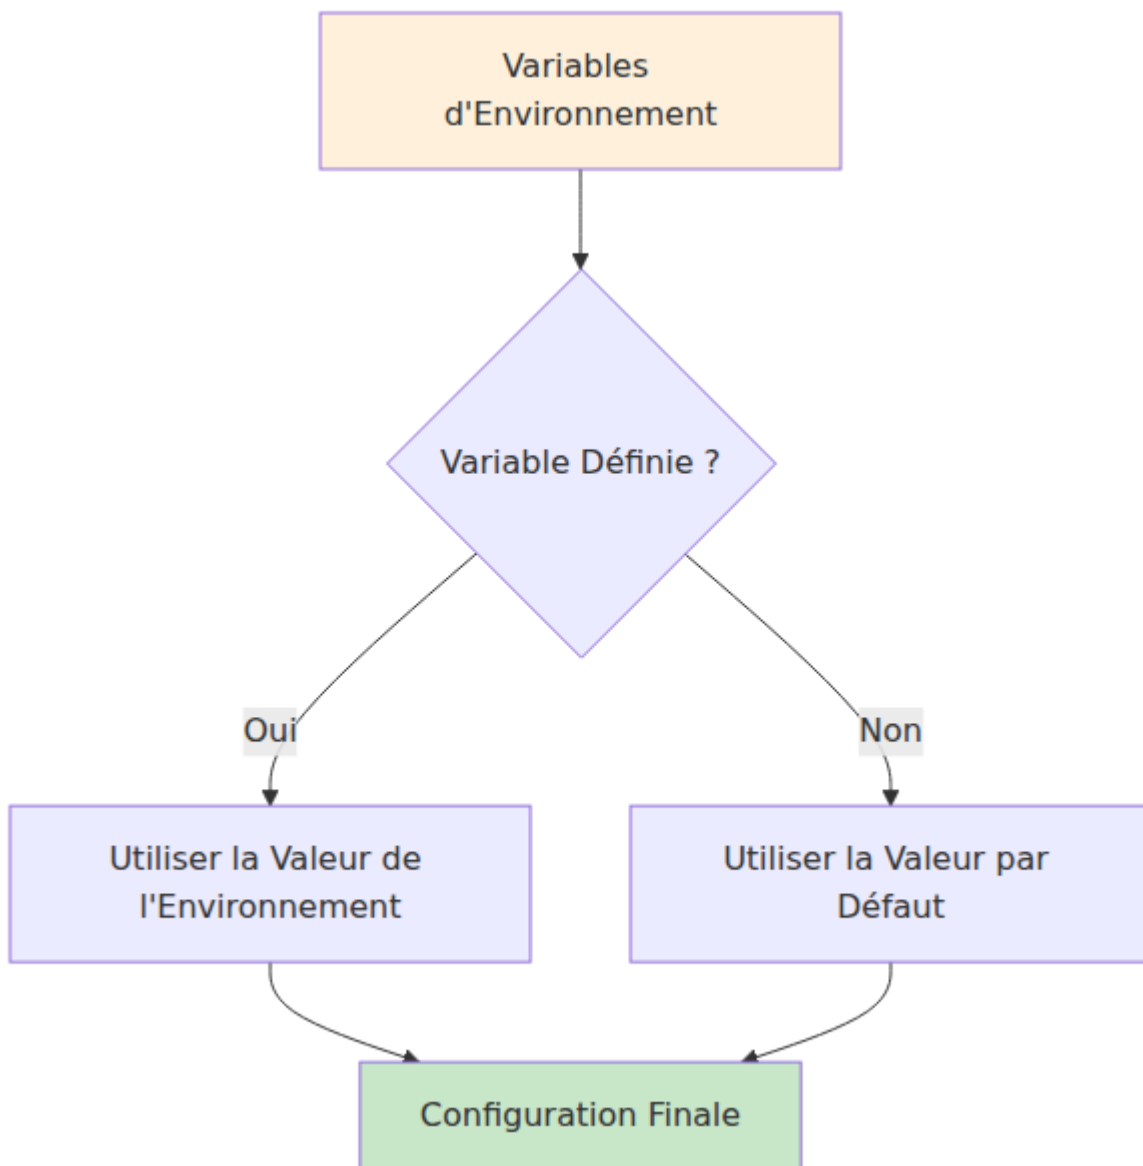 Variables
d'Environnement
Variable Définie ?
Oui
Non
Utiliser la Valeur de
l'Environnement
Utiliser la Valeur par
Défaut
Configuration Finale